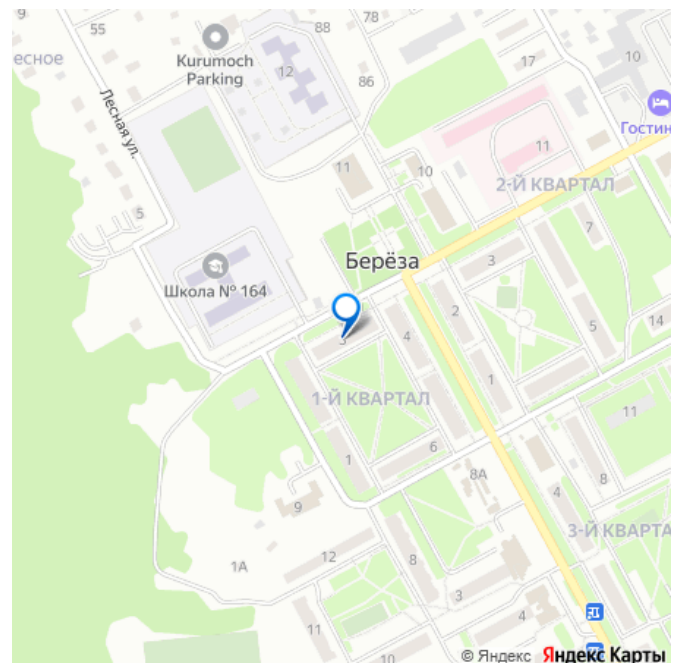 9
55
есное
Kurumoch
Parking
88
78
12
86
17
10
Гостин
Лесная ул.
11
10
11
2-Й КВАРТАЛ
5
7
Берёза
3
Школа № 164
2
5
14
4
3
1
1-Й КВАРТАЛ
11
6
1
8А
8
4
9
3-Й КВАРТА
12
8
1А
3
4
11
10
© Яндекс Яндекс Карты